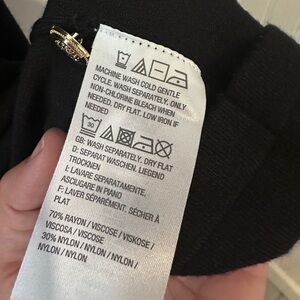 MACHINE WASH COLD GENTLE
CYCLE. WASH SEPARATELY. ONLY
NON-CHLORINE BLEACH WHEN
NEEDED. DRY FLAT. LOW IRON IF
NEEDED
GB: WASH SEPARATELY, DRY FLAT
D: SEPARAT WASCHEN, LIEGEND
TROCKNEN
I: LAVARE SEPARATAMENTE,
ASCIUGARE IN PIANO
F: LAVER SÉPARÉMENT, SÉCHER À
PLAT
70% RAYON / VISCOSE / VISKOSE /
VISCOSA / VISCOSE
30% NYLON / NYLON / NYLON /
NYLON / NYLON